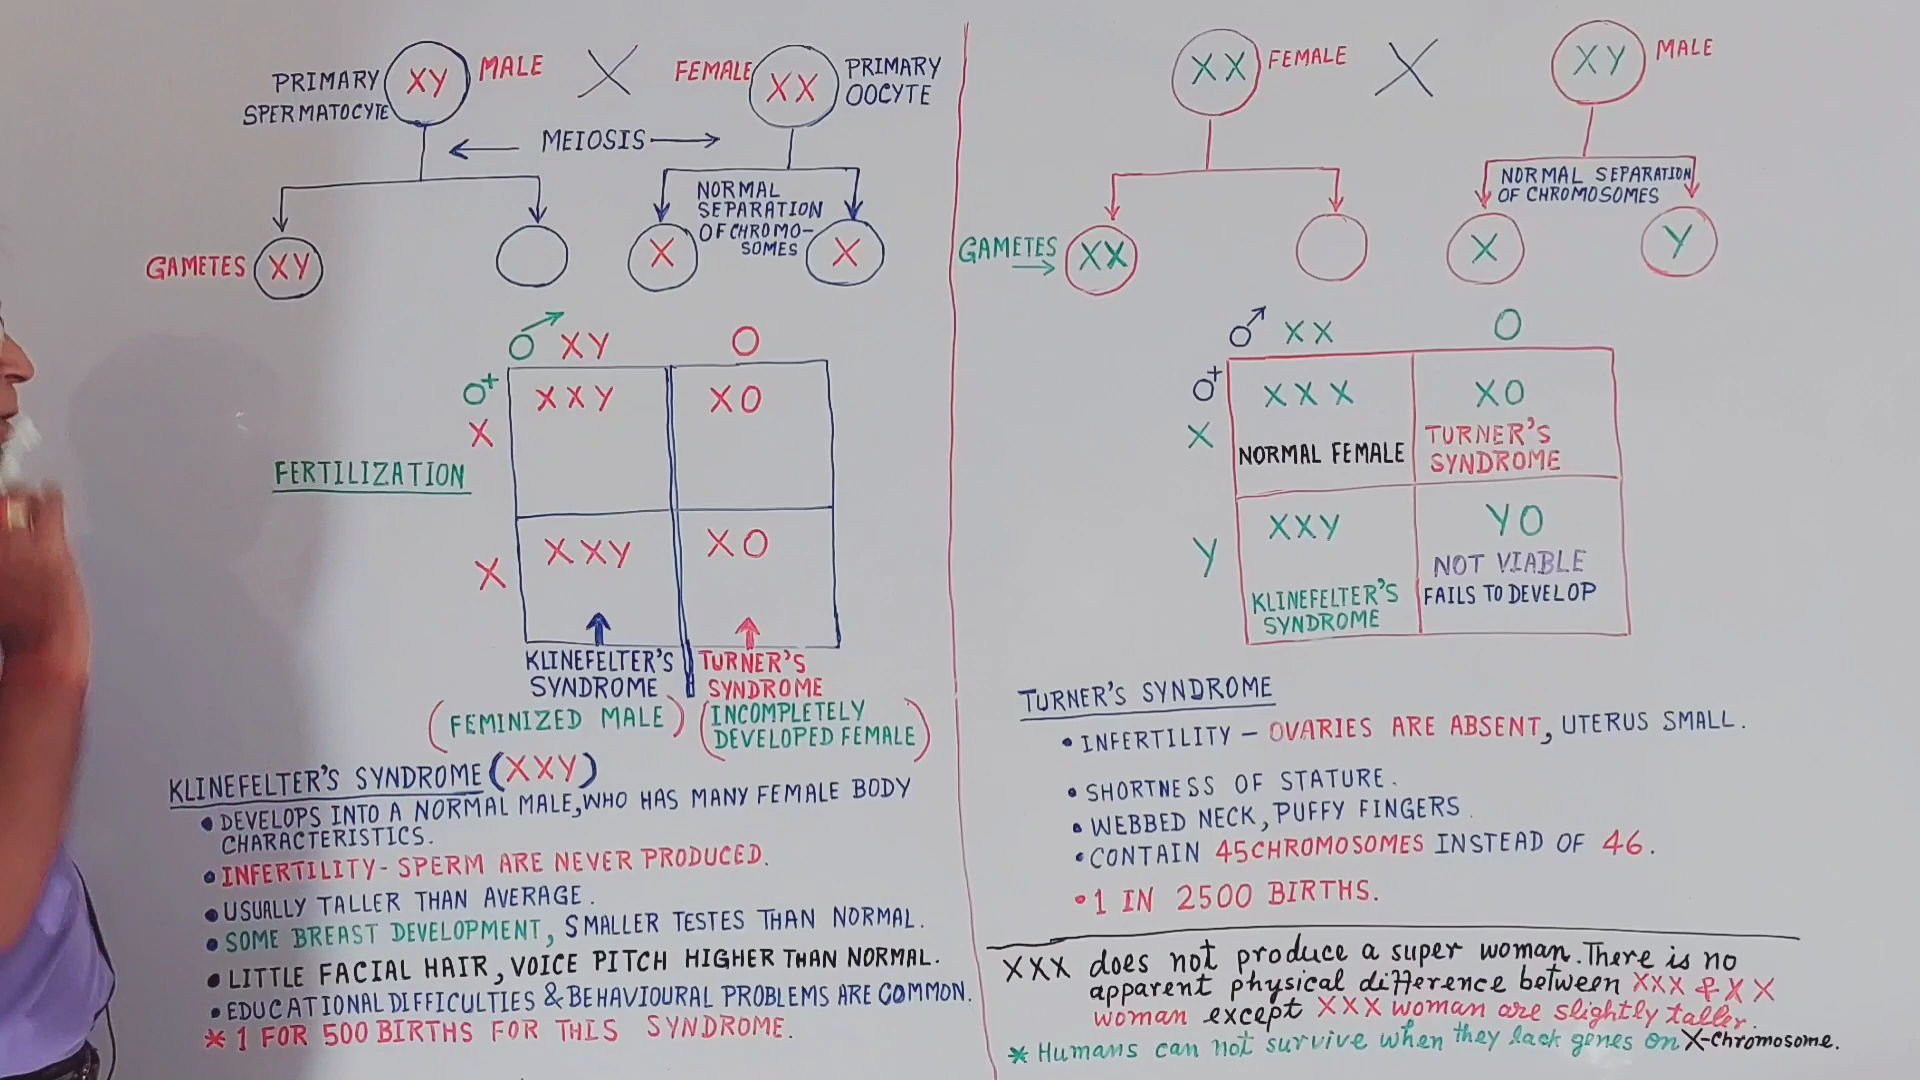 PRIMARY
SPERMATOCYTE
XY
MALE
X
FEMALE
XX
PRIMARY
OOCYTE
MEIOSIS
NORMAL
SEPARATION
OF CHROMO-
SOMES
GAMETES
XY
X
X
♂ XY O
♀
X
XXY XO
FERTILIZATION
X
XXY XO
KLINEFELTER'S
SYNDROME
(FEMINIZED MALE)
TURNER'S
SYNDROME
(INCOMPLETELY
DEVELOPED FEMALE)
KLINEFELTER'S SYNDROME (XXY)
• DEVELOPS INTO A NORMAL MALE, WHO HAS MANY FEMALE BODY
CHARACTERISTICS.
• INFERTILITY - SPERM ARE NEVER PRODUCED.
• USUALLY TALLER THAN AVERAGE.
• SOME BREAST DEVELOPMENT, SMALLER TESTES THAN NORMAL.
• LITTLE FACIAL HAIR, VOICE PITCH HIGHER THAN NORMAL.
• EDUCATIONAL DIFFICULTIES & BEHAVIOURAL PROBLEMS ARE COMMON.
* 1 FOR 500 BIRTHS FOR THIS SYNDROME.
XX
FEMALE
X
XY
MALE
NORMAL SEPARATION
OF CHROMOSOMES
GAMETES
→
XX
X
Y
♂ XX O
♀
X
XXX XO
NORMAL FEMALE
TURNER'S
SYNDROME
Y
XXY YO
KLINEFELTER'S
SYNDROME
NOT VIABLE
FAILS TO DEVELOP
TURNER'S SYNDROME
• INFERTILITY – OVARIES ARE ABSENT, UTERUS SMALL.
• SHORTNESS OF STATURE.
• WEBBED NECK, PUFFY FINGERS.
• CONTAIN 45 CHROMOSOMES INSTEAD OF 46.
• 1 IN 2500 BIRTHS.
XXX does not produce a super woman. There is no
apparent physical difference between XXX & XX
woman except XXX woman are slightly taller.
* Humans can not survive when they lack genes on X-chromosome.